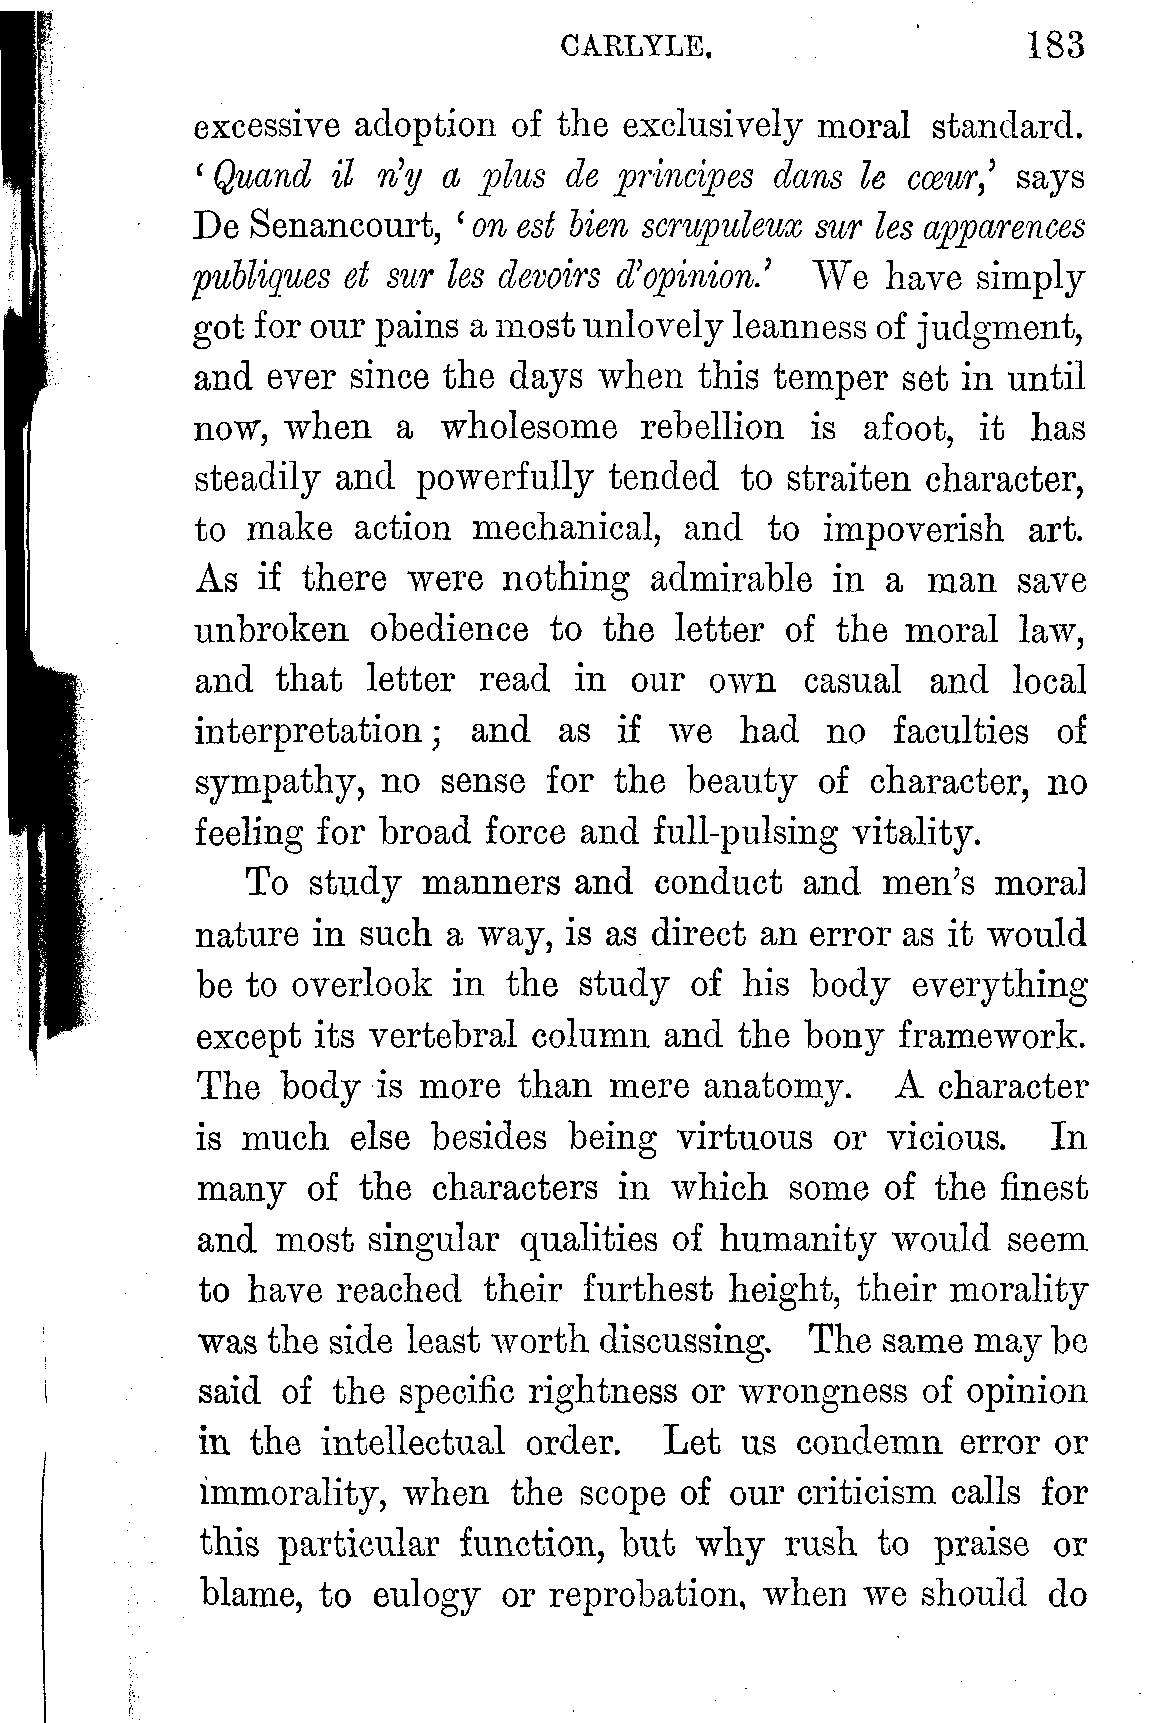 CARLYLE. 183
excessive adoption of the exclusively moral standard.
‘Quand il n’y a plus de principes dans le cœur,’ says
De Senancourt, ‘on est bien scrupuleux sur les apparences
publiques et sur les devoirs d’opinion.’ We have simply
got for our pains a most unlovely leanness of judgment,
and ever since the days when this temper set in until
now, when a wholesome rebellion is afoot, it has
steadily and powerfully tended to straiten character,
to make action mechanical, and to impoverish art.
As if there were nothing admirable in a man save
unbroken obedience to the letter of the moral law,
and that letter read in our own casual and local
interpretation; and as if we had no faculties of
sympathy, no sense for the beauty of character, no
feeling for broad force and full-pulsing vitality.
To study manners and conduct and men’s moral
nature in such a way, is as direct an error as it would
be to overlook in the study of his body everything
except its vertebral column and the bony framework.
The body is more than mere anatomy. A character
is much else besides being virtuous or vicious. In
many of the characters in which some of the finest
and most singular qualities of humanity would seem
to have reached their furthest height, their morality
was the side least worth discussing. The same may be
said of the specific rightness or wrongness of opinion
in the intellectual order. Let us condemn error or
immorality, when the scope of our criticism calls for
this particular function, but why rush to praise or
blame, to eulogy or reprobation, when we should do